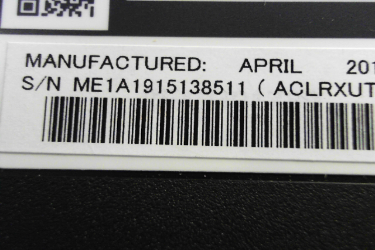 MANUFACTURED: APRIL 201
S/N ME1A1915138511 ( ACLRXUT